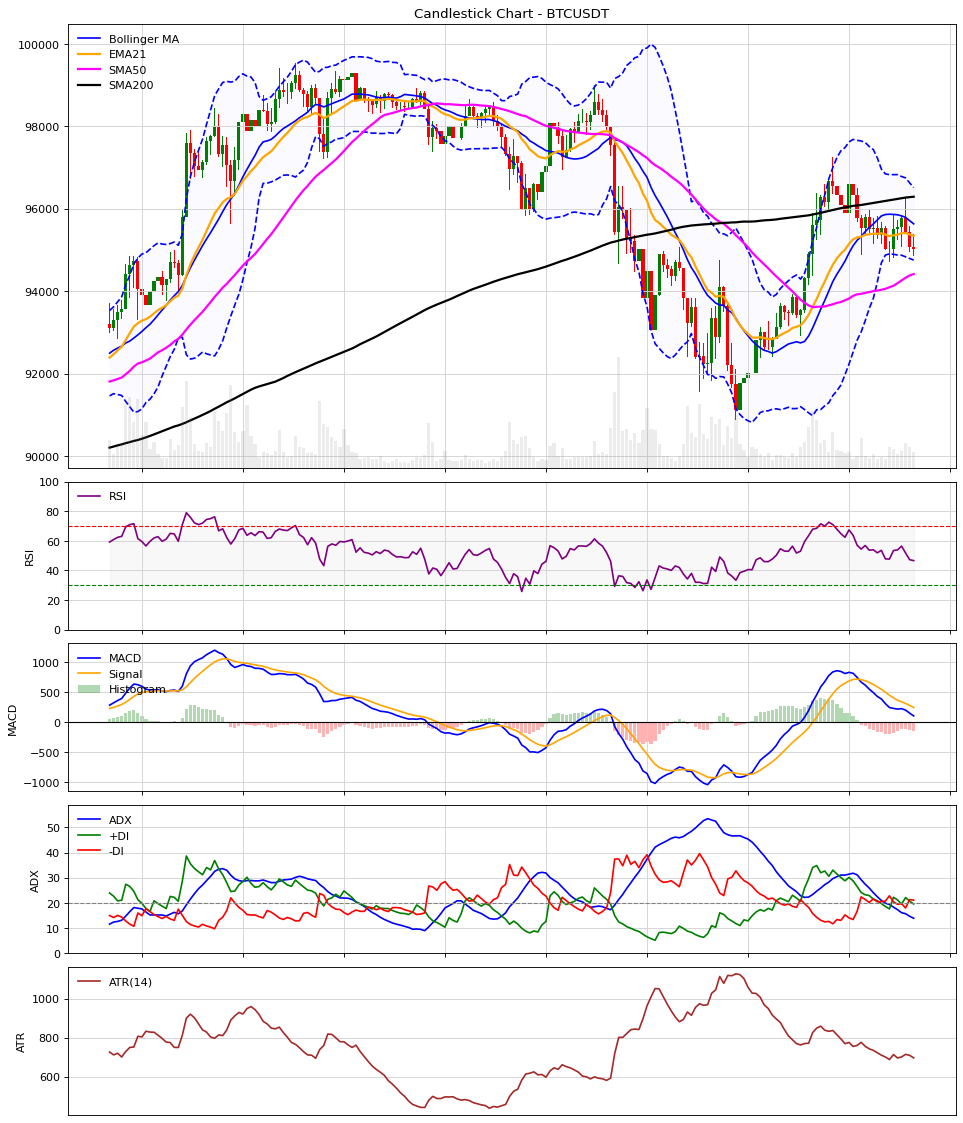 Candlestick Chart - BTCUSDT
Bollinger MA
EMA21
SMA50
SMA200
100000
98000
96000
94000
92000
90000
RSI
RSI
100
80
60
40
20
0
MACD
Signal
Histogram
MACD
1000
500
0
−500
−1000
ADX
+DI
-DI
ADX
50
40
30
20
10
0
ATR(14)
ATR
1000
800
600